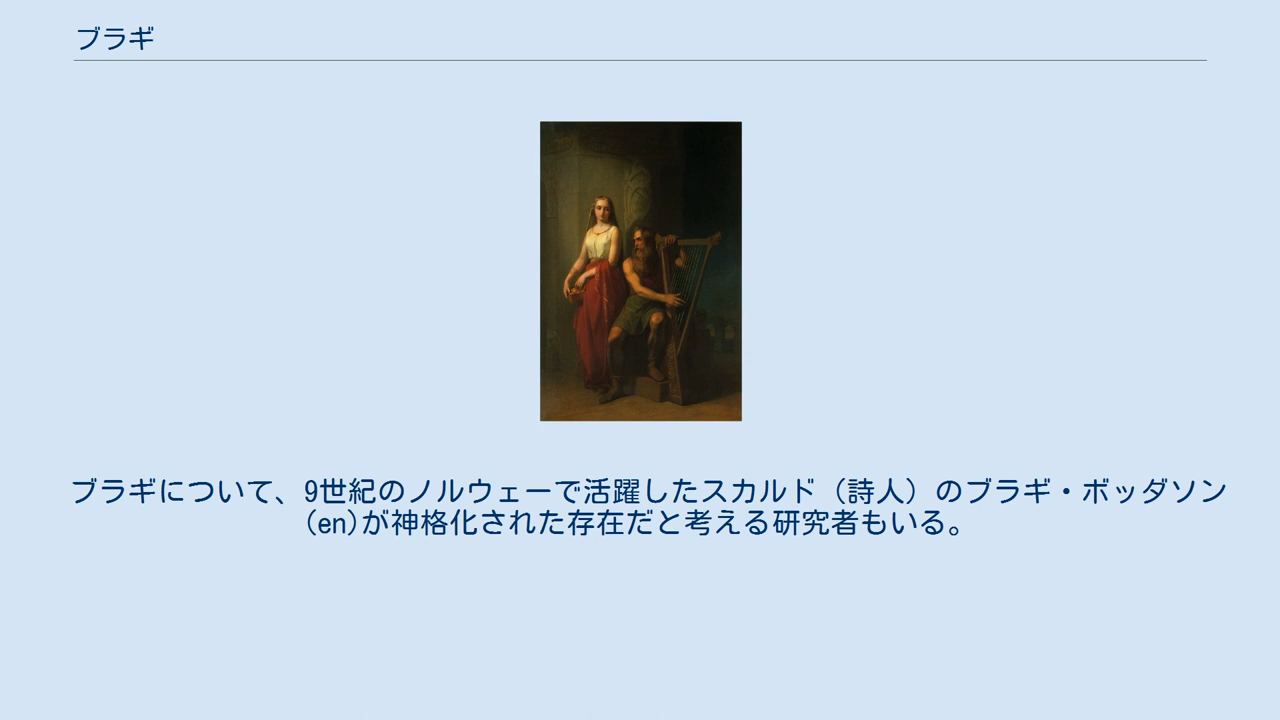 ブラギ
ブラギについて、9世紀のノルウェーで活躍したスカルド（詩人）のブラギ・ボッダソン
(en)が神格化された存在だと考える研究者もいる。